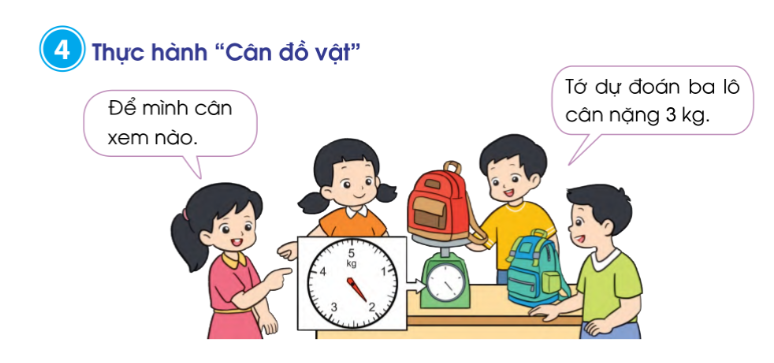 4 Thực hành “Cân đồ vật”
Để mình cân
xem nào.
Tớ dự đoán ba lô
cân nặng 3 kg.
5
kg
4 1
3 2